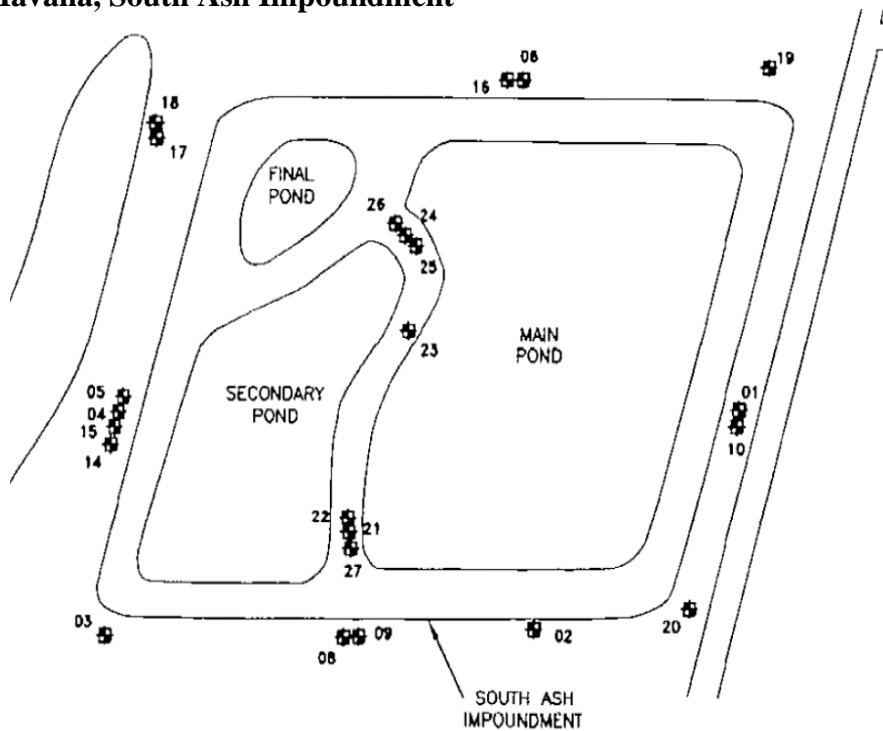 Havana, South Ash Impoundment
06
16
19
18
17
FINAL
POND
26
24
25
MAIN
POND
23
05
04
15
14
SECONDARY
POND
01
10
22
21
27
03
08
09
02
20
SOUTH ASH
IMPOUNDMENT